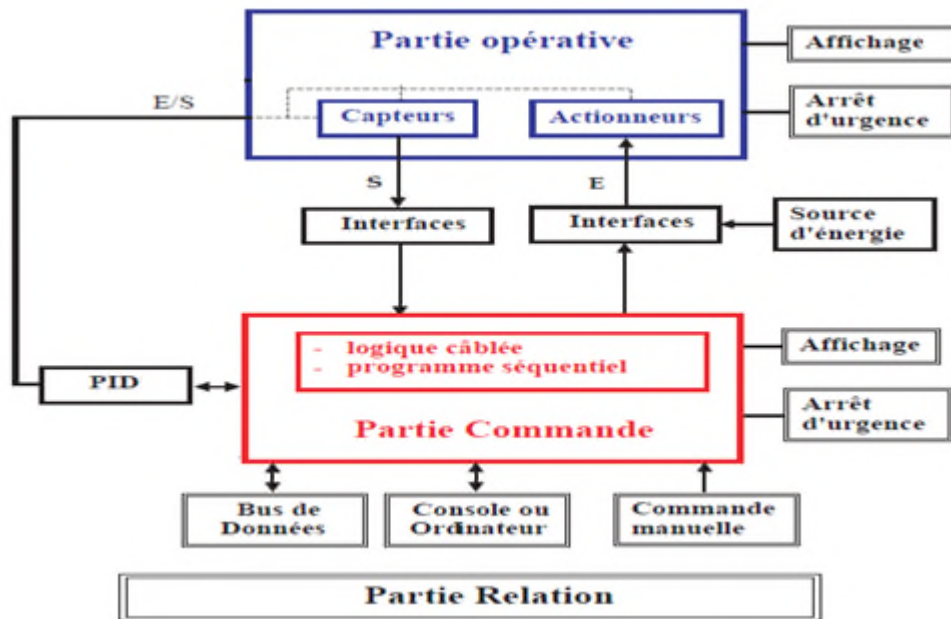 Partie opérative
Affichage
E/S
Capteurs
Actionneurs
Arrêt
d'urgence
S
E
Interfaces
Interfaces
Source
d'énergie
- logique câblée
- programme séquentiel
Affichage
PID
Partie Commande
Arrêt
d'urgence
Bus de
Données
Console ou
Ordinateur
Commande
manuelle
Partie Relation